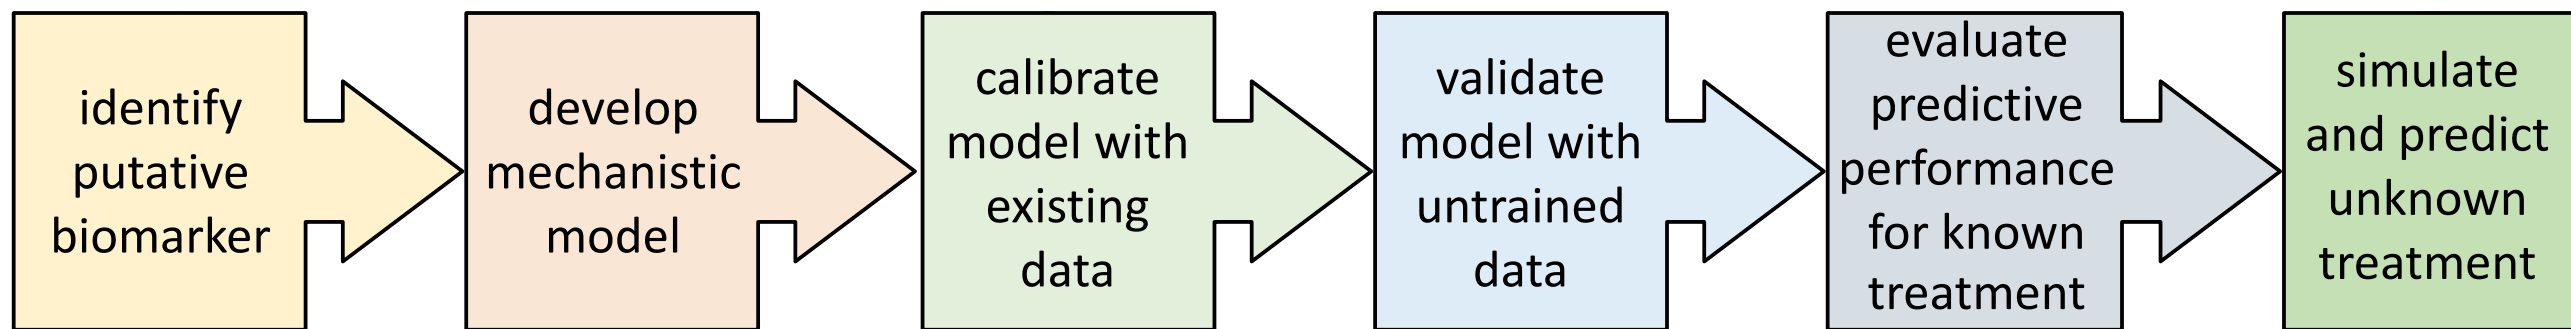 identify
putative
biomarker
develop
mechanistic
model
calibrate
model with
existing
data
validate
model with
untrained
data
evaluate
predictive
performance
for known
treatment
simulate
and predict
unknown
treatment